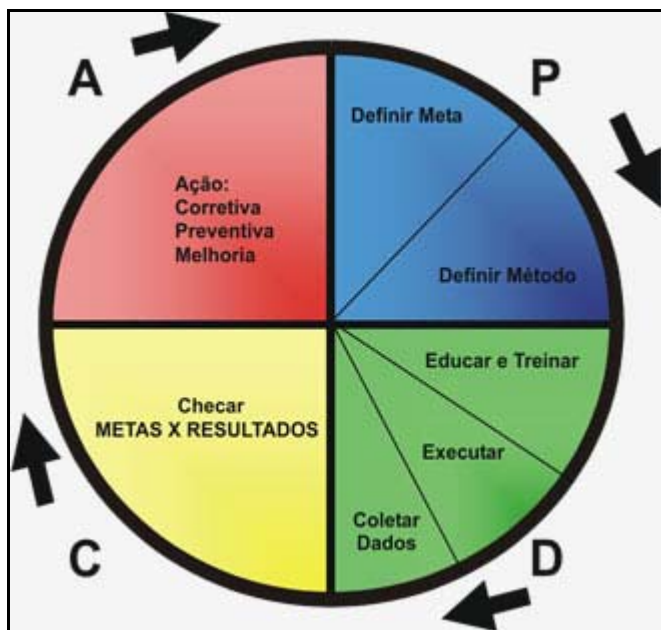 A
P
Definir Meta
Ação:
Corretiva
Preventiva
Melhoria
Definir Método
Educar e Treinar
Checar
METAS X RESULTADOS
Executar
Coletar
Dados
C
D